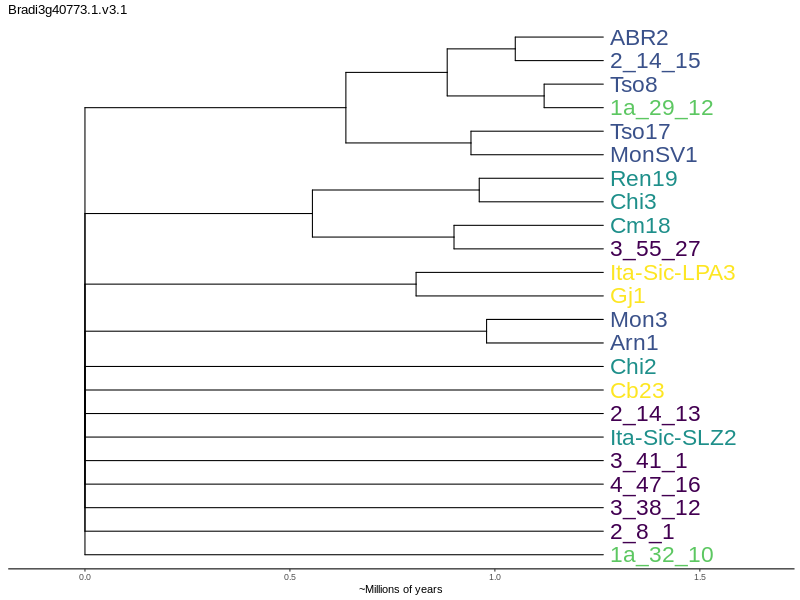 Bradi3g40773.1.v3.1
ABR2
2_14_15
Tso8
1a_29_12
Tso17
MonSV1
Ren19
Chi3
Cm18
3_55_27
Ita-Sic-LPA3
Gj1
Mon3
Arn1
Chi2
Cb23
2_14_13
Ita-Sic-SLZ2
3_41_1
4_47_16
3_38_12
2_8_1
1a_32_10
0.0 0.5 1.0 1.5
~Millions of years